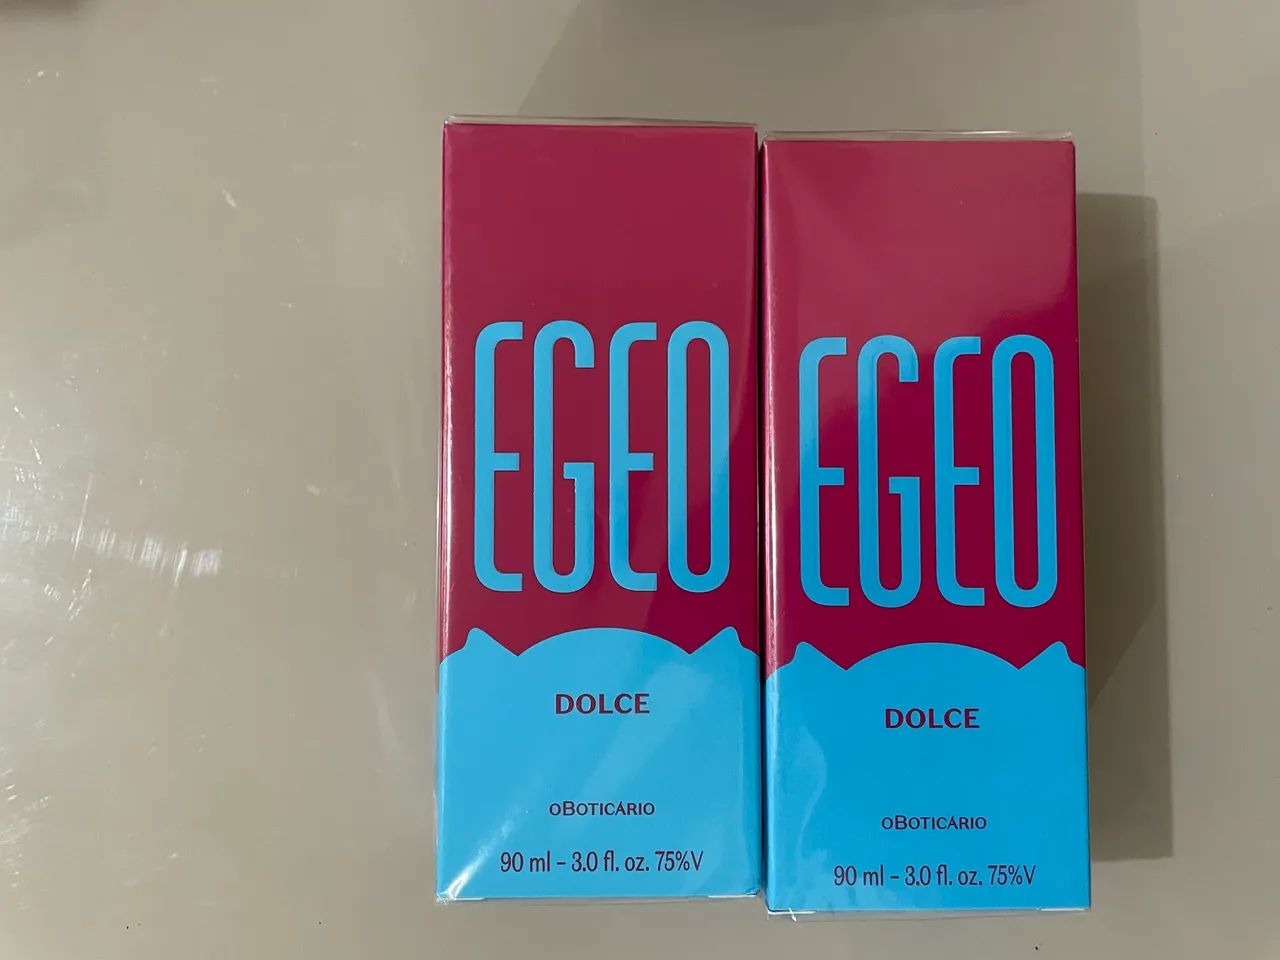 EGEO
DOLCE
oBOTICÁRIO
90 ml – 3.0 fl. oz. 75%V
EGEO
DOLCE
oBOTICÁRIO
90 ml – 3.0 fl. oz. 75%V